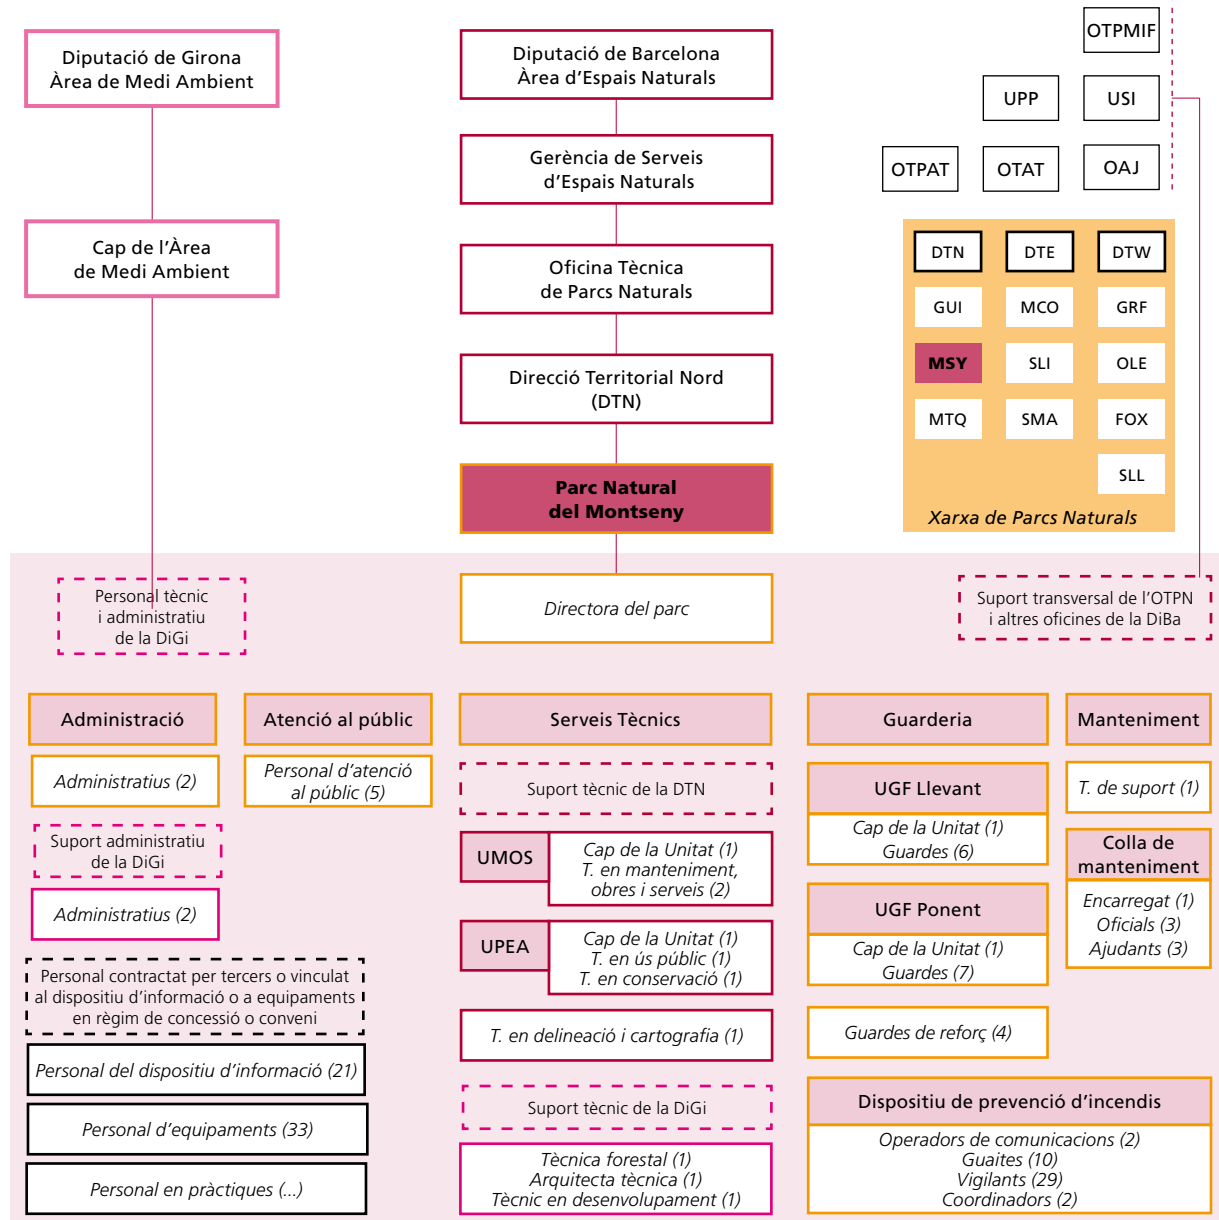 Diputació de Girona
Àrea de Medi Ambient
Cap de l'Àrea
de Medi Ambient
Diputació de Barcelona
Àrea d'Espais Naturals
Gerència de Serveis
d'Espais Naturals
Oficina Tècnica
de Parcs Naturals
Direcció Territorial Nord
(DTN)
Parc Natural
del Montseny
OTPMIF
UPP
USI
OTPAT
OTAT
OAJ
DTN
DTE
DTW
GUI
MCO
GRF
MSY
SLI
OLE
MTQ
SMA
FOX
SLL
Xarxa de Parcs Naturals
Personal tècnic
i administratiu
de la DiGi
Directora del parc
Suport transversal de l'OTPN
i altres oficines de la DiBa
Administració
Administratius (2)
Suport administratiu
de la DiGi
Administratius (2)
Atenció al públic
Personal d'atenció
al públic (5)
Personal contractat per tercers o vinculat
al dispositiu d'informació o a equipaments
en règim de concessió o conveni
Personal del dispositiu d'informació (21)
Personal d'equipaments (33)
Personal en pràctiques (...)
Serveis Tècnics
Suport tècnic de la DTN
UMOS
Cap de la Unitat (1)
T. en manteniment,
obres i serveis (2)
UPEA
Cap de la Unitat (1)
T. en ús públic (1)
T. en conservació (1)
T. en delineació i cartografia (1)
Suport tècnic de la DiGi
Tècnica forestal (1)
Arquitecta tècnica (1)
Tècnic en desenvolupament (1)
Guarderia
UGF Llevant
Cap de la Unitat (1)
Guardes (6)
UGF Ponent
Cap de la Unitat (1)
Guardes (7)
Guardes de reforç (4)
Manteniment
T. de suport (1)
Colla de
manteniment
Encarregat (1)
Oficials (3)
Ajudants (3)
Dispositiu de prevenció d'incendis
Operadors de comunicacions (2)
Guaites (10)
Vigilants (29)
Coordinadors (2)